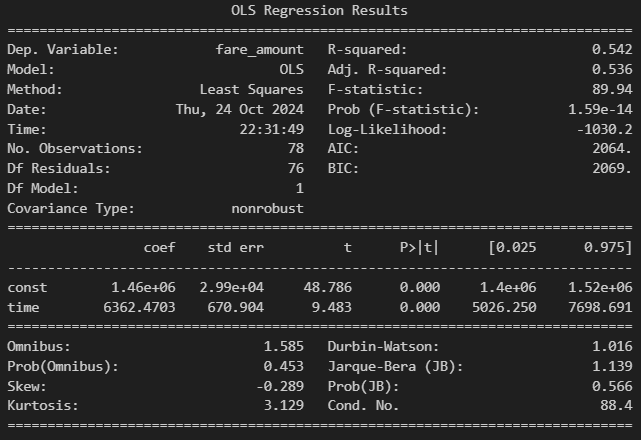 OLS Regression Results
==============================================================================
Dep. Variable:            fare_amount   R-squared:                       0.542
Model:                            OLS   Adj. R-squared:                  0.536
Method:                 Least Squares   F-statistic:                     89.94
Date:                Thu, 24 Oct 2024   Prob (F-statistic):           1.59e-14
Time:                        22:31:49   Log-Likelihood:                -1030.2
No. Observations:                  78   AIC:                             2064.
Df Residuals:                      76   BIC:                             2069.
Df Model:                           1
Covariance Type:            nonrobust
==============================================================================
                 coef    std err          t      P>|t|      [0.025      0.975]
------------------------------------------------------------------------------
const        1.46e+06   2.99e+04     48.786      0.000     1.4e+06    1.52e+06
time        6362.4703    670.904      9.483      0.000    5026.250    7698.691
==============================================================================
Omnibus:                        1.585   Durbin-Watson:                   1.016
Prob(Omnibus):                  0.453   Jarque-Bera (JB):                1.139
Skew:                          -0.289   Prob(JB):                        0.566
Kurtosis:                       3.129   Cond. No.                         88.4
==============================================================================